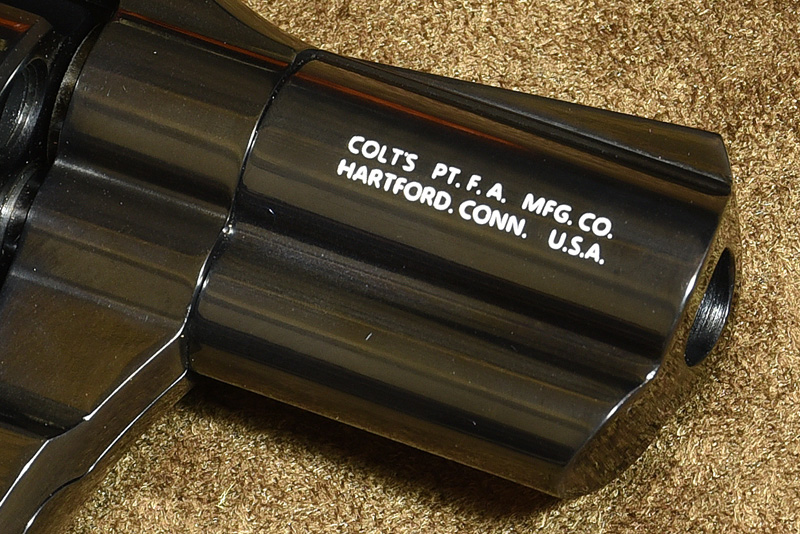 COLT'S PT. F. A. MFG. CO.
HARTFORD. CONN. U.S.A.